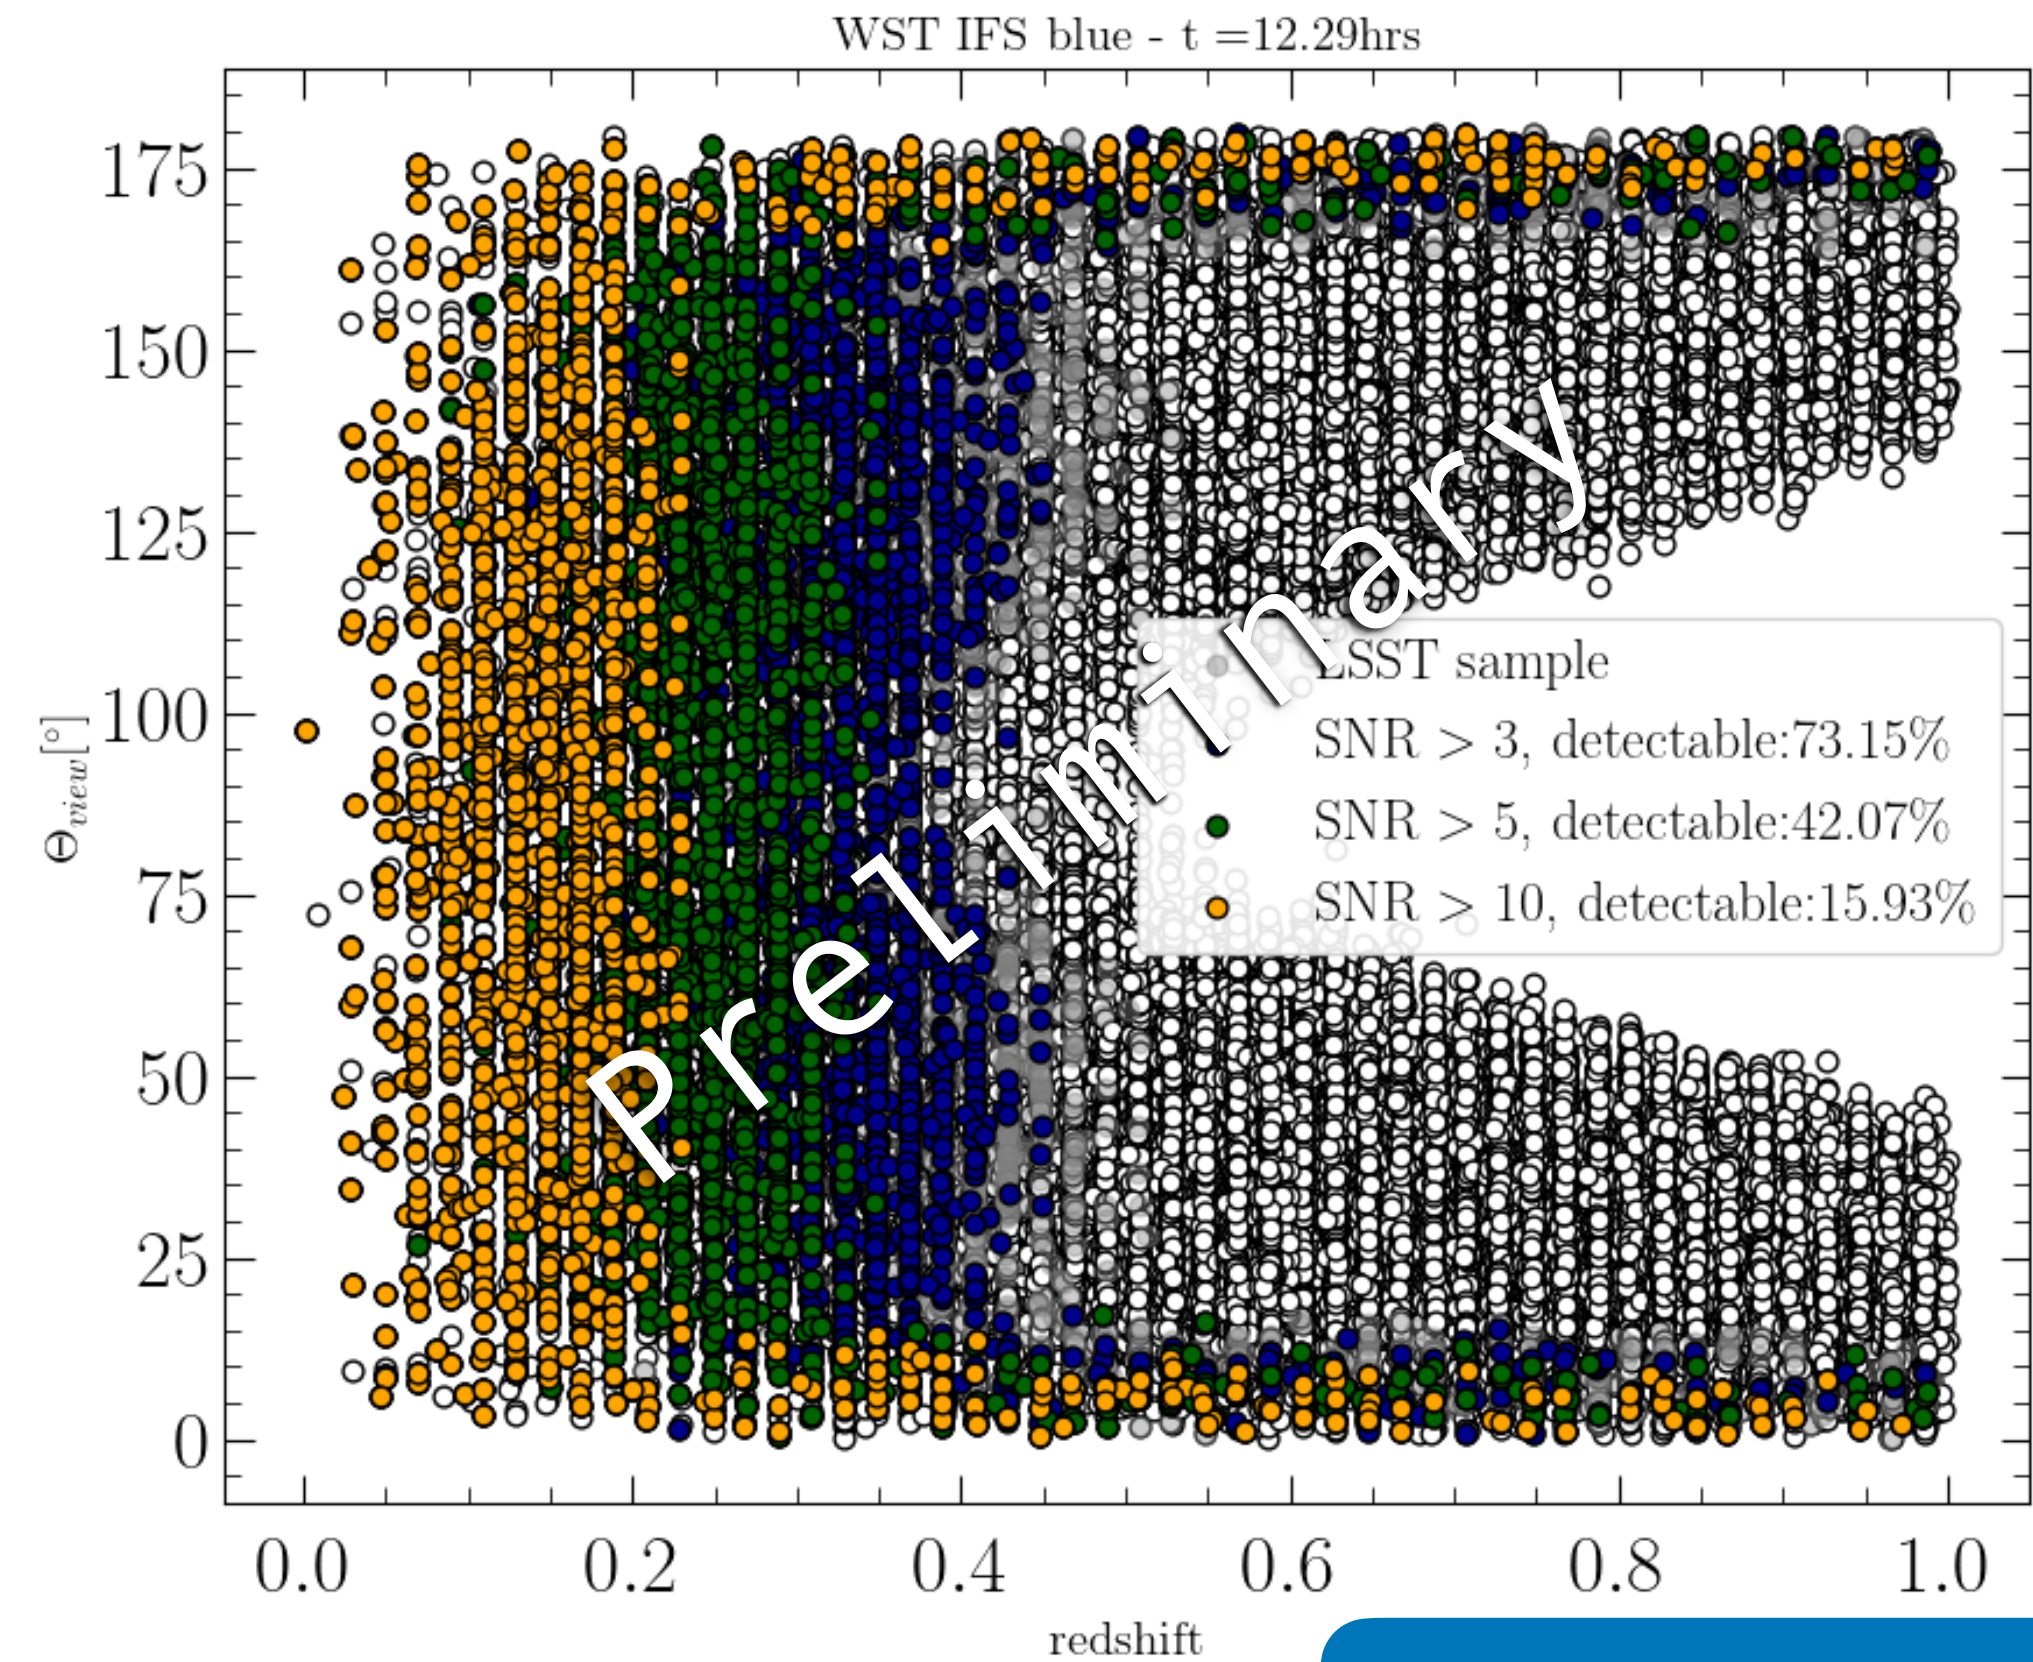 WST IFS blue - t =12.29hrs
175
150
125
100
75
50
25
0
Θview[°]
LSST sample
SNR > 3, detectable:73.15%
SNR > 5, detectable:42.07%
SNR > 10, detectable:15.93%
Preliminary
0.0 0.2 0.4 0.6 0.8 1.0
redshift